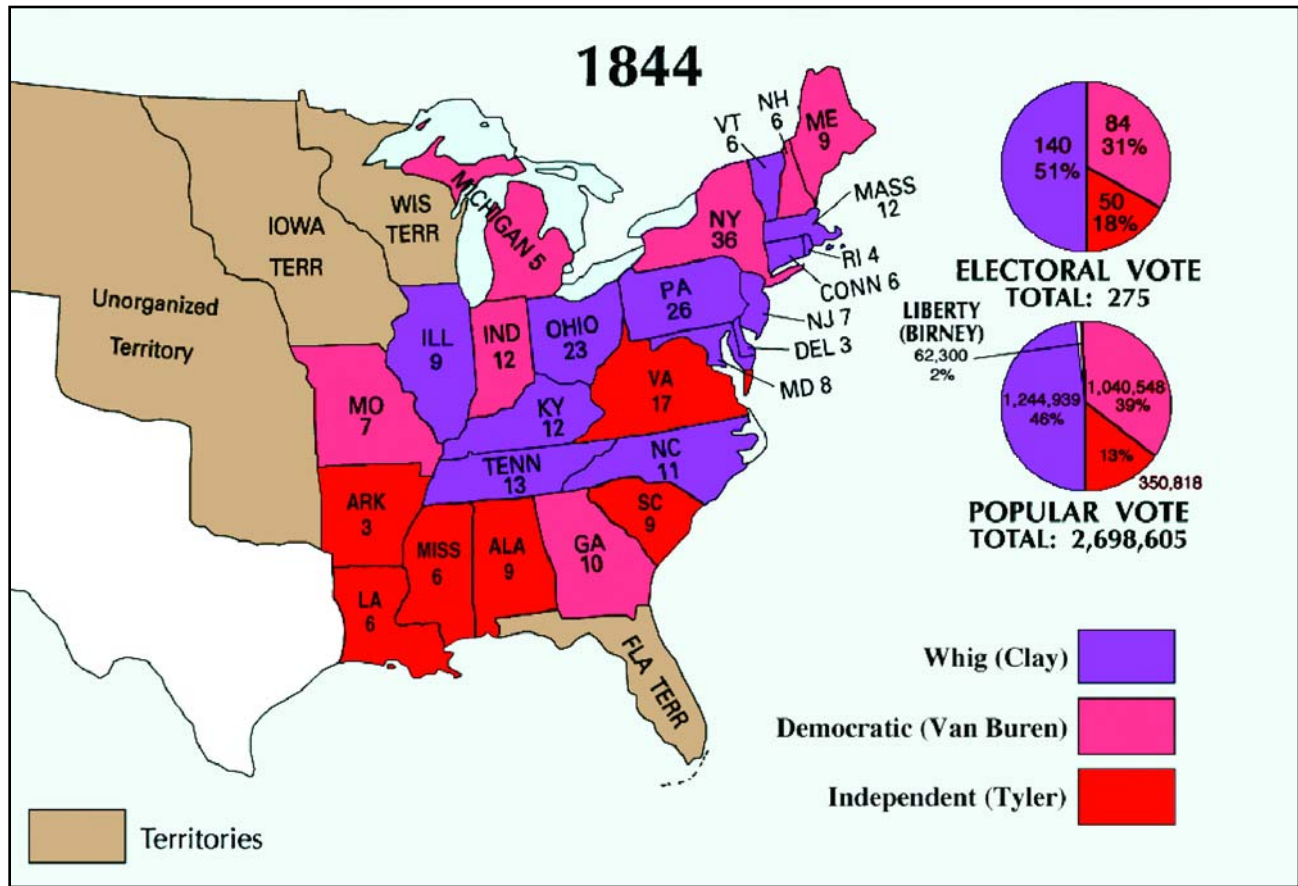 1844
NH
6
VT
6
ME
9
MASS
12
NY
36
RI 4
CONN 6
MICHIGAN 5
WIS
TERR
IOWA
TERR
Unorganized
Territory
PA
26
NJ 7
DEL 3
MD 8
OHIO
23
IND
12
ILL
9
MO
7
VA
17
KY
12
NC
11
TENN
13
ARK
3
SC
9
MISS
6
ALA
9
GA
10
LA
6
FLA TERR
140
51%
84
31%
50
18%
ELECTORAL VOTE
TOTAL: 275
LIBERTY
(BIRNEY)
62,300
2%
1,244,939
46%
1,040,548
39%
13%
350,818
POPULAR VOTE
TOTAL: 2,698,605
Whig (Clay)
Democratic (Van Buren)
Independent (Tyler)
Territories